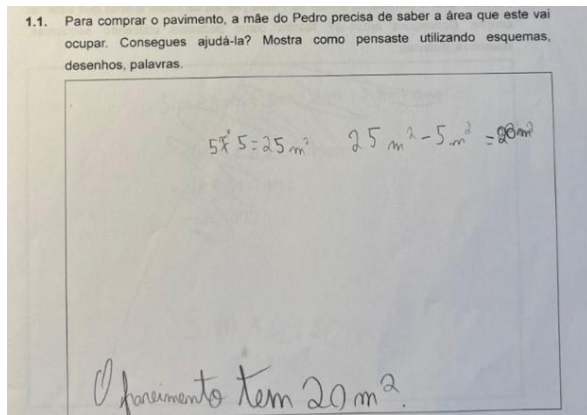 1.1. Para comprar o pavimento, a mãe do Pedro precisa de saber a área que este vai
ocupar. Consegues ajudá-la? Mostra como pensaste utilizando esquemas,
desenhos, palavras.
5 × 5 = 25 m² 25 m² - 5 m² = 20 m²
O pavimento tem 20 m².